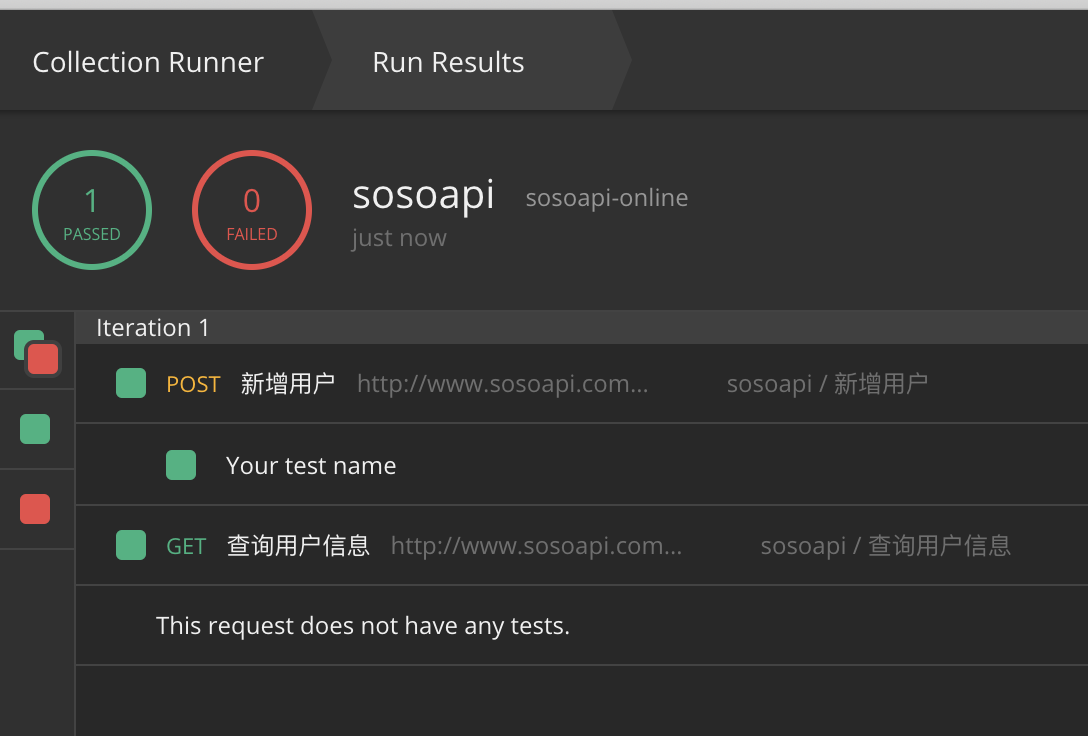 Collection Runner Run Results
1 PASSED
0 FAILED
sosoapi sosoapi-online
just now
Iteration 1
POST 新增用户 http://www.sosoapi.com... sosoapi / 新增用户
Your test name
GET 查询用户信息 http://www.sosoapi.com... sosoapi / 查询用户信息
This request does not have any tests.